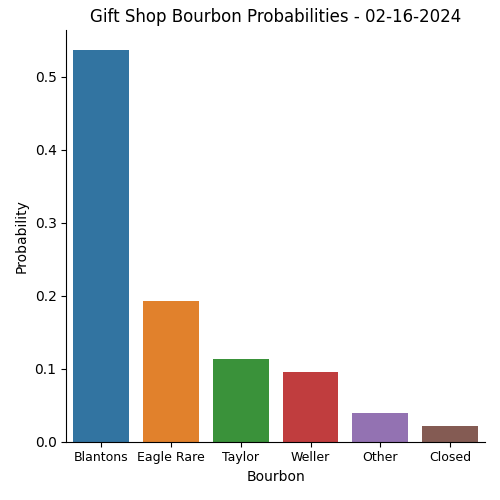 Gift Shop Bourbon Probabilities - 02-16-2024
Probability
0.5
0.4
0.3
0.2
0.1
0.0
Blantons Eagle Rare Taylor Weller Other Closed
Bourbon